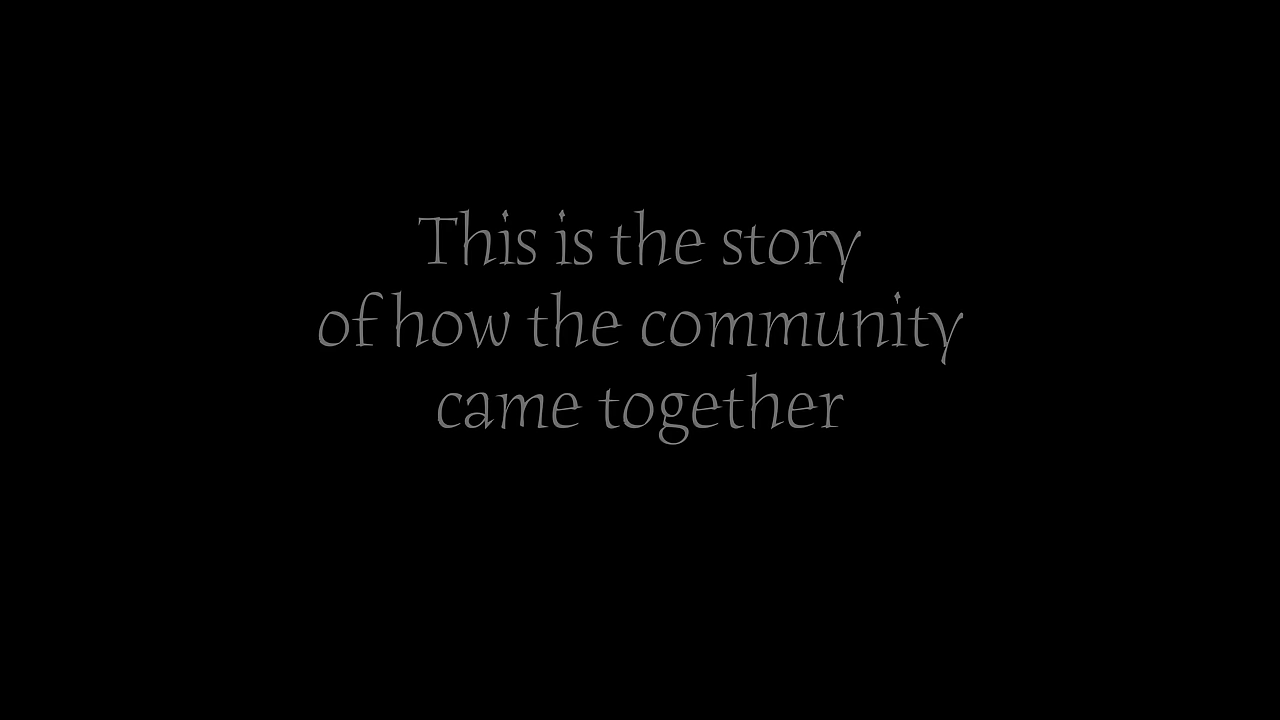 This is the story
of how the community
came together